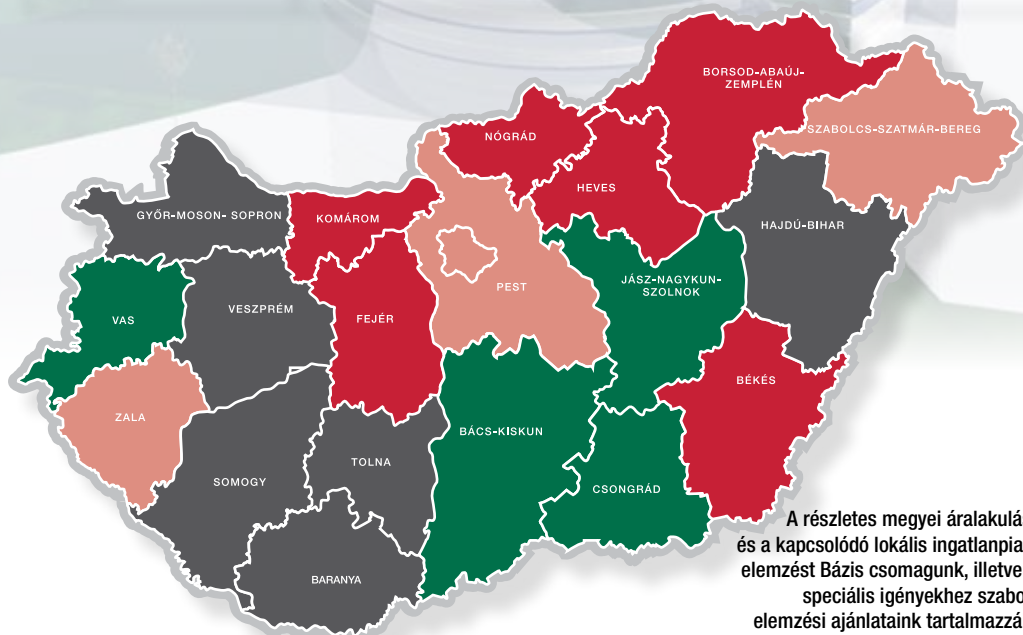 BORSOD-ABAÚJ-
ZEMPLÉN
NÓGRÁD
SZABOLCS-SZATMÁR-BEREG
HEVES
GYŐR-MOSON- SOPRON
KOMÁROM
HAJDÚ-BIHAR
JÁSZ-NAGYKUN-
SZOLNOK
PEST
VESZPRÉM
FEJÉR
VAS
BÉKÉS
ZALA
BÁCS-KISKUN
TOLNA
SOMOGY
CSONGRÁD
BARANYA
A részletes megyei áralakulá
és a kapcsolódó lokális ingatlanpia
elemzést Bázis csomagunk, illetve
speciális igényekhez szabo
elemzési ajánlataink tartalmazzá